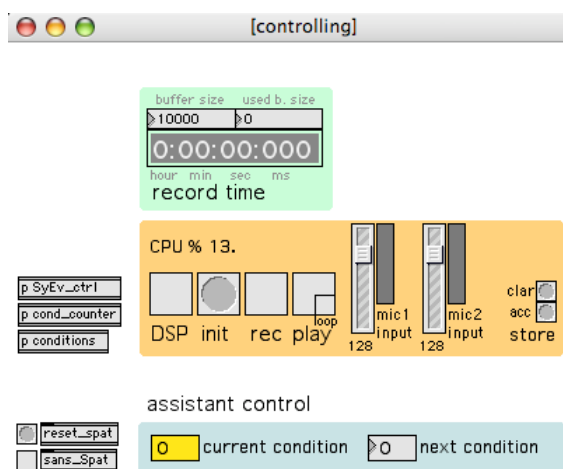 [controlling]
buffer size used b. size
10000 0
0:00:00:000
hour min sec ms
record time
CPU % 13.
p SyEv_ctrl
p cond_counter
p conditions
DSP init rec play loop
mic1 input
128
mic2 input
128
clar
acc
store
assistant control
reset_spat
sans_Spat
0 current condition 0 next condition